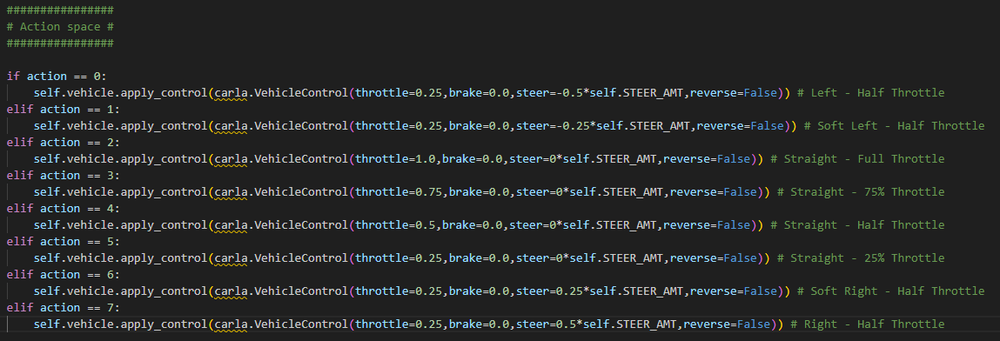 ################
# Action space #
################
if action == 0:
self.vehicle.apply_control(carla.VehicleControl(throttle=0.25,brake=0.0,steer=-0.5*self.STEER_AMT,reverse=False)) # Left - Half Throttle
elif action == 1:
self.vehicle.apply_control(carla.VehicleControl(throttle=0.25,brake=0.0,steer=-0.25*self.STEER_AMT,reverse=False)) # Soft Left - Half Throttle
elif action == 2:
self.vehicle.apply_control(carla.VehicleControl(throttle=1.0,brake=0.0,steer=0*self.STEER_AMT,reverse=False)) # Straight - Full Throttle
elif action == 3:
self.vehicle.apply_control(carla.VehicleControl(throttle=0.75,brake=0.0,steer=0*self.STEER_AMT,reverse=False)) # Straight - 75% Throttle
elif action == 4:
self.vehicle.apply_control(carla.VehicleControl(throttle=0.5,brake=0.0,steer=0*self.STEER_AMT,reverse=False)) # Straight - Half Throttle
elif action == 5:
self.vehicle.apply_control(carla.VehicleControl(throttle=0.25,brake=0.0,steer=0*self.STEER_AMT,reverse=False)) # Straight - 25% Throttle
elif action == 6:
self.vehicle.apply_control(carla.VehicleControl(throttle=0.25,brake=0.0,steer=0.25*self.STEER_AMT,reverse=False)) # Soft Right - Half Throttle
elif action == 7:
self.vehicle.apply_control(carla.VehicleControl(throttle=0.25,brake=0.0,steer=0.5*self.STEER_AMT,reverse=False)) # Right - Half Throttle